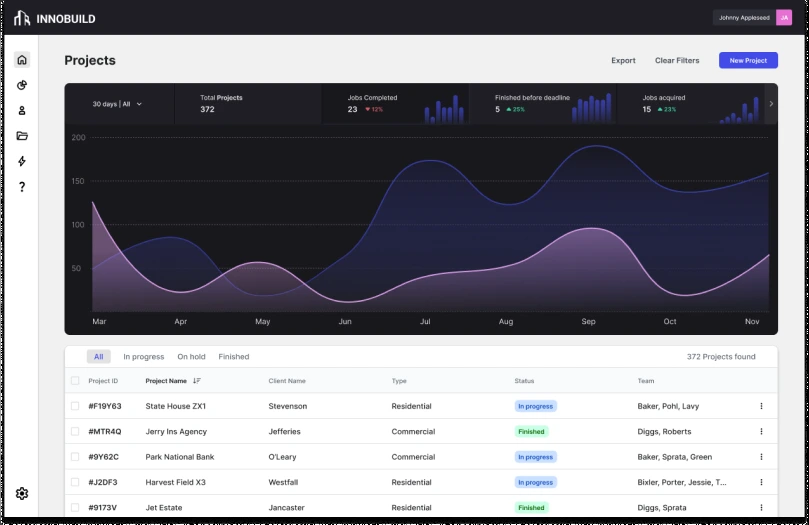 INNOBUILD
Johnny Appleseed JA
Projects
Export Clear Filters New Project
30 days | All
Total Projects
372
Jobs Completed
23 ▼ 12%
Finished before deadline
5 ▲ 25%
Jobs acquired
15 ▲ 23%
200
150
100
50
Mar Apr May Jun Jul Aug Sep Oct Nov
All In progress On hold Finished 372 Projects found
Project ID Project Name Client Name Type Status Team
#F19Y63 State House ZX1 Stevenson Residential In progress Baker, Pohl, Lavy
#MTR4Q Jerry Ins Agency Jefferies Commercial Finished Diggs, Roberts
#9Y62C Park National Bank O'Leary Commercial In progress Baker, Sprata, Green
#J2DF3 Harvest Field X3 Westfall Residential In progress Bixler, Porter, Jessie, T...
#9173V Jet Estate Jancaster Residential Finished Diggs, Sprata